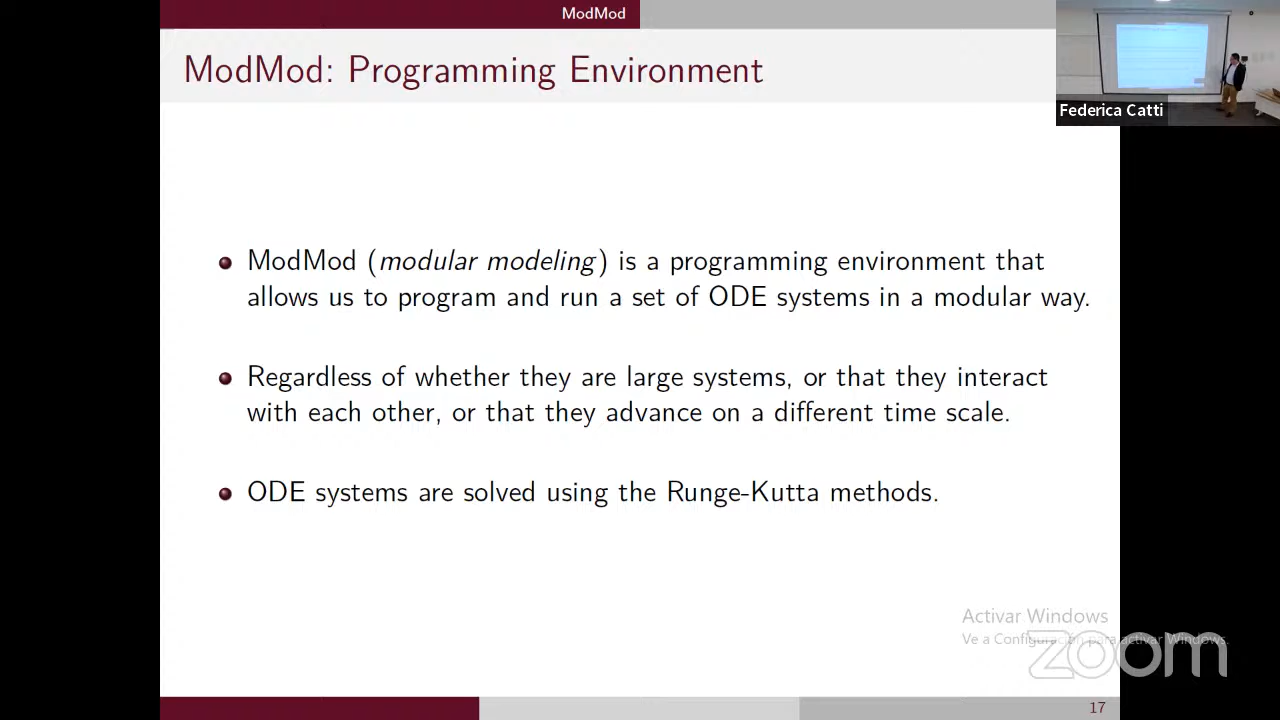 ModMod
ModMod: Programming Environment
Federica Catti
ModMod (modular modeling) is a programming environment that
allows us to program and run a set of ODE systems in a modular way.
Regardless of whether they are large systems, or that they interact
with each other, or that they advance on a different time scale.
ODE systems are solved using the Runge-Kutta methods.
Activar Windows
Ve a Configuración para activar Windows.
zoom
17